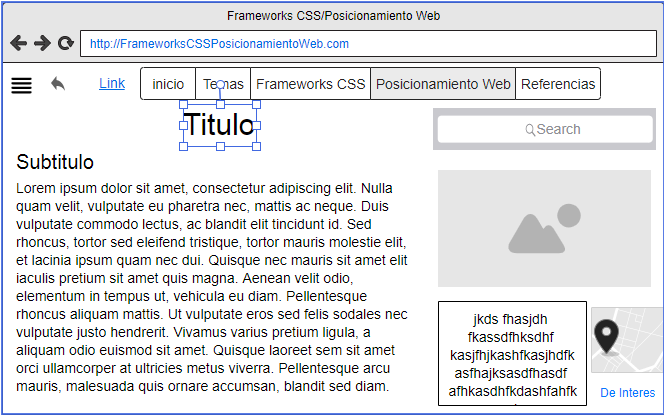 Frameworks CSS/Posicionamiento Web
http://FrameworksCSSPosicionamientoWeb.com
Link inicio Temas Frameworks CSS Posicionamiento Web Referencias
Titulo
Search
Subtitulo
Lorem ipsum dolor sit amet, consectetur adipiscing elit. Nulla
quam velit, vulputate eu pharetra nec, mattis ac neque. Duis
vulputate commodo lectus, ac blandit elit tincidunt id. Sed
rhoncus, tortor sed eleifend tristique, tortor mauris molestie elit,
et lacinia ipsum quam nec dui. Quisque nec mauris sit amet elit
iaculis pretium sit amet quis magna. Aenean velit odio,
elementum in tempus ut, vehicula eu diam. Pellentesque
rhoncus aliquam mattis. Ut vulputate eros sed felis sodales nec
vulputate justo hendrerit. Vivamus varius pretium ligula, a
aliquam odio euismod sit amet. Quisque laoreet sem sit amet
orci ullamcorper at ultricies metus viverra. Pellentesque arcu
mauris, malesuada quis ornare accumsan, blandit sed diam.
jkds fhasjdh
fkassdfhksdhf
kasjfhjkashfkasjhdfk
asfhajksasdfhasdf
afhkasdhfkdashfahfk
De Interes